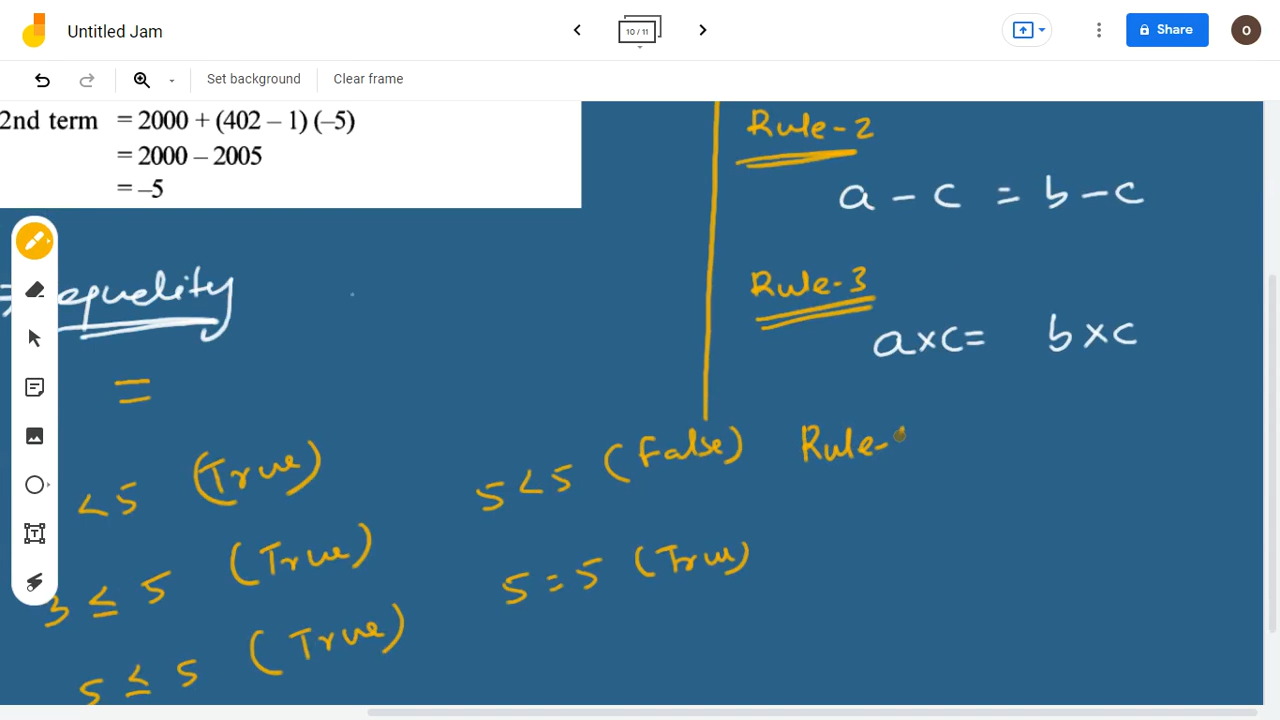 Untitled Jam
10 / 11
Share
O
Set background
Clear frame
2nd term = 2000 + (402 – 1) (–5)
= 2000 – 2005
= –5
equality
=
< 5 (True)
3 ≤ 5 (True)
5 ≤ 5 (True)
5 < 5 (False)
5 = 5 (True)
Rule-2
a - c = b - c
Rule-3
a×c= b×c
Rule-